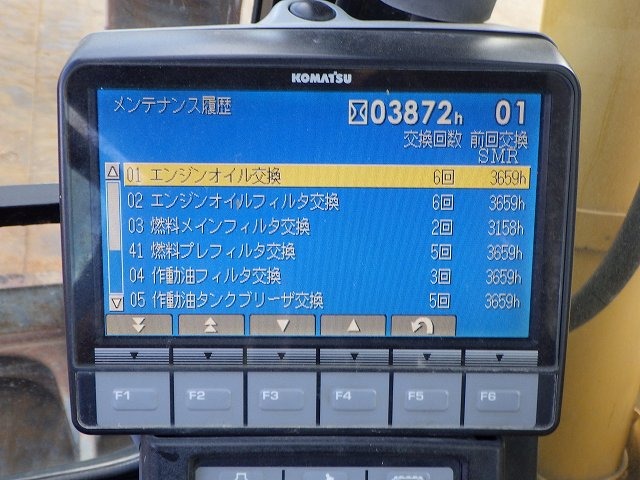 KOMATSU
メンテナンス履歴 03872h 01
交換回数 前回交換
SMR
01 エンジンオイル交換 6回 3659h
02 エンジンオイルフィルタ交換 6回 3659h
03 燃料メインフィルタ交換 2回 3158h
41 燃料プレフィルタ交換 5回 3659h
04 作動油フィルタ交換 3回 3659h
05 作動油タンクブリーザ交換 5回 3659h
F1 F2 F3 F4 F5 F6